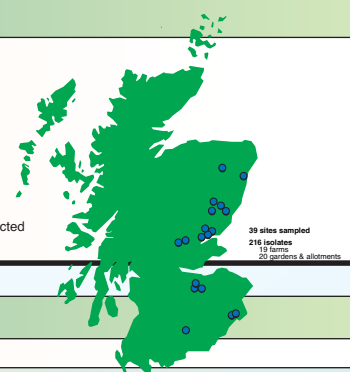 cted
39 sites sampled
216 isolates
19 farms
20 gardens & allotments